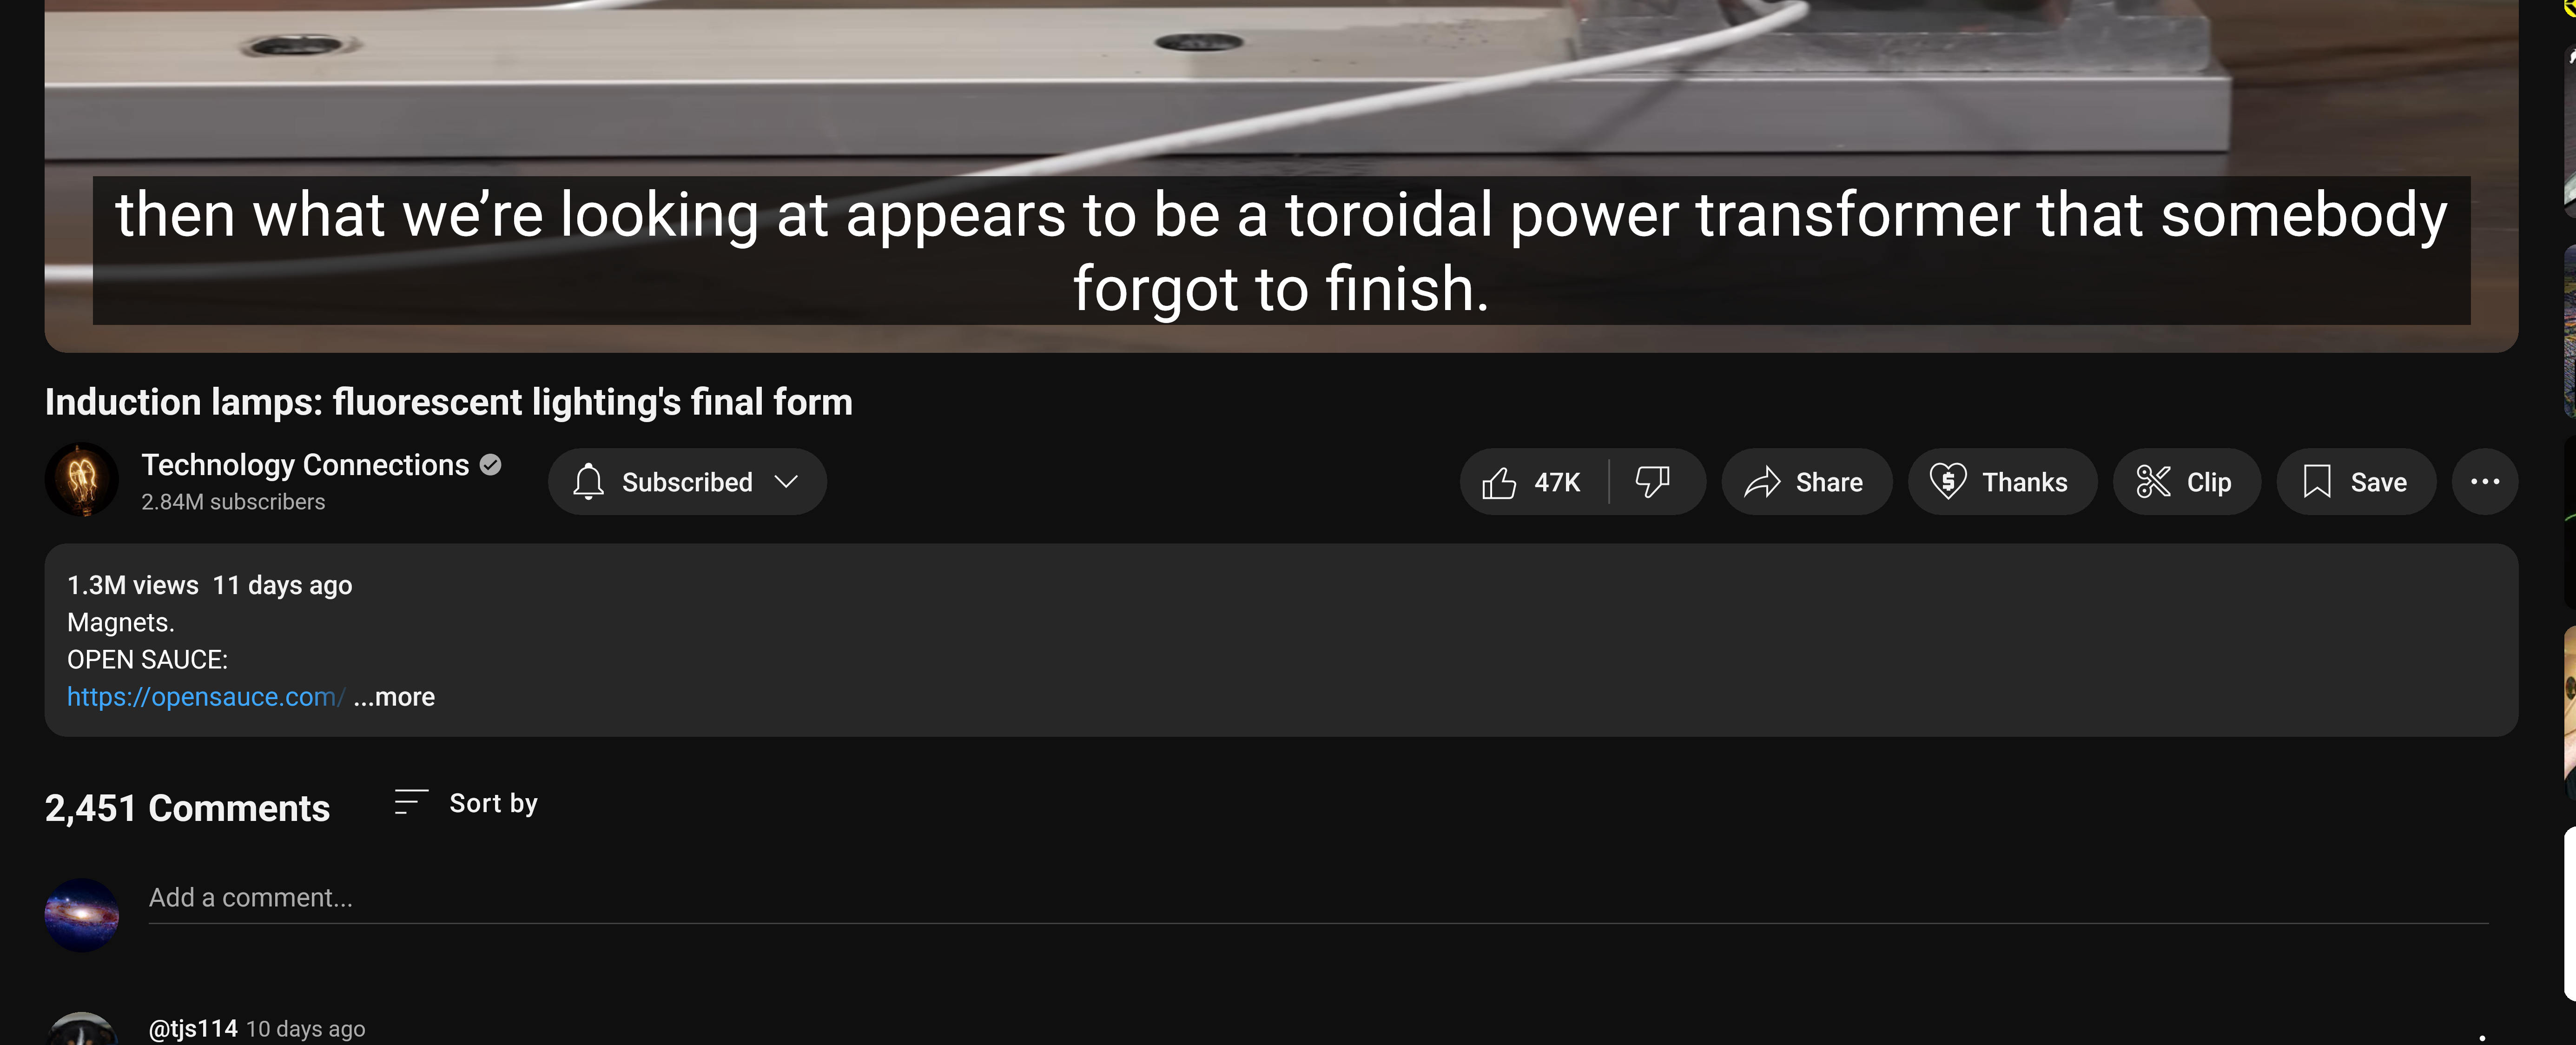 then what we’re looking at appears to be a toroidal power transformer that somebody
forgot to finish.
Induction lamps: fluorescent lighting's final form
Technology Connections
2.84M subscribers
Subscribed
47K
Share
Thanks
Clip
Save
1.3M views 11 days ago
Magnets.
OPEN SAUCE:
https://opensauce.com/ ...more
2,451 Comments
Sort by
Add a comment...
@tjs114 10 days ago